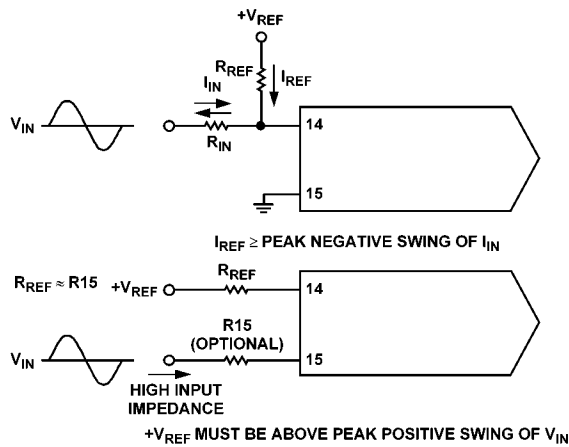 +VREF
RREF
IREF
IIN
VIN
RIN
14
15
IREF ≥ PEAK NEGATIVE SWING OF IIN
RREF ≈ R15
+VREF
RREF
14
VIN
R15
(OPTIONAL)
15
HIGH INPUT
IMPEDANCE
+VREF MUST BE ABOVE PEAK POSITIVE SWING OF VIN